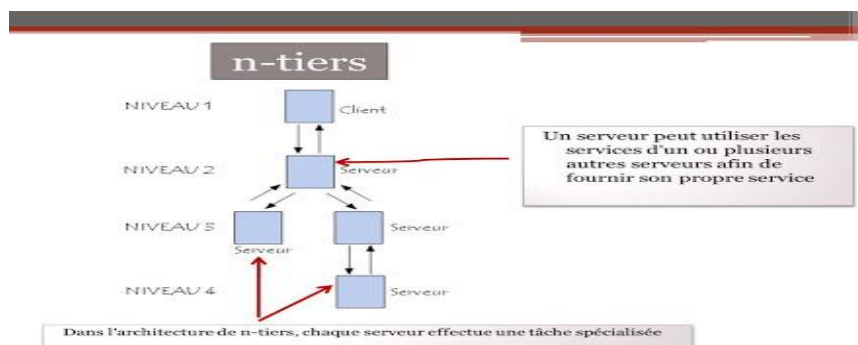 n-tiers
NIVEAU 1
Client
NIVEAU 2
Serveur
Un serveur peut utiliser les
services d'un ou plusieurs
autres serveurs afin de
fournir son propre service
NIVEAU 3
Serveur
Serveur
NIVEAU 4
Serveur
Dans l'architecture de n-tiers, chaque serveur effectue une tâche spécialisée